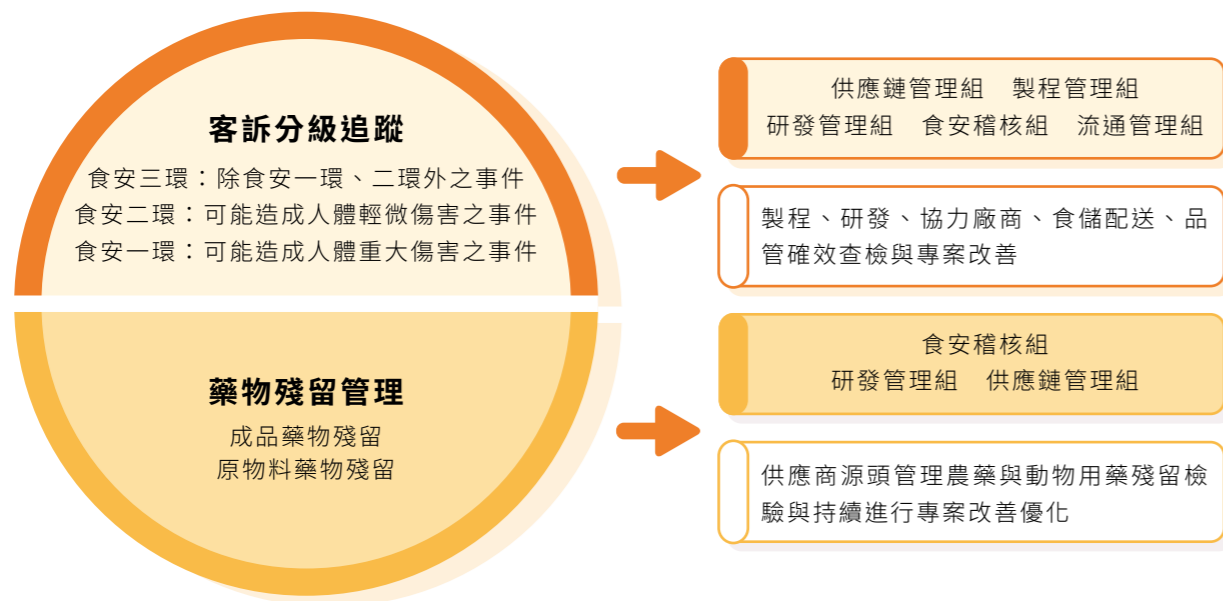 客訴分級追蹤
食安三環：除食安一環、二環外之事件
食安二環：可能造成人體輕微傷害之事件
食安一環：可能造成人體重大傷害之事件
供應鏈管理組 製程管理組
研發管理組 食安稽核組 流通管理組
製程、研發、協力廠商、食儲配送、品
管確效查檢與專案改善
藥物殘留管理
成品藥物殘留
原物料藥物殘留
食安稽核組
研發管理組 供應鏈管理組
供應商源頭管理農藥與動物用藥殘留檢
驗與持續進行專案改善優化